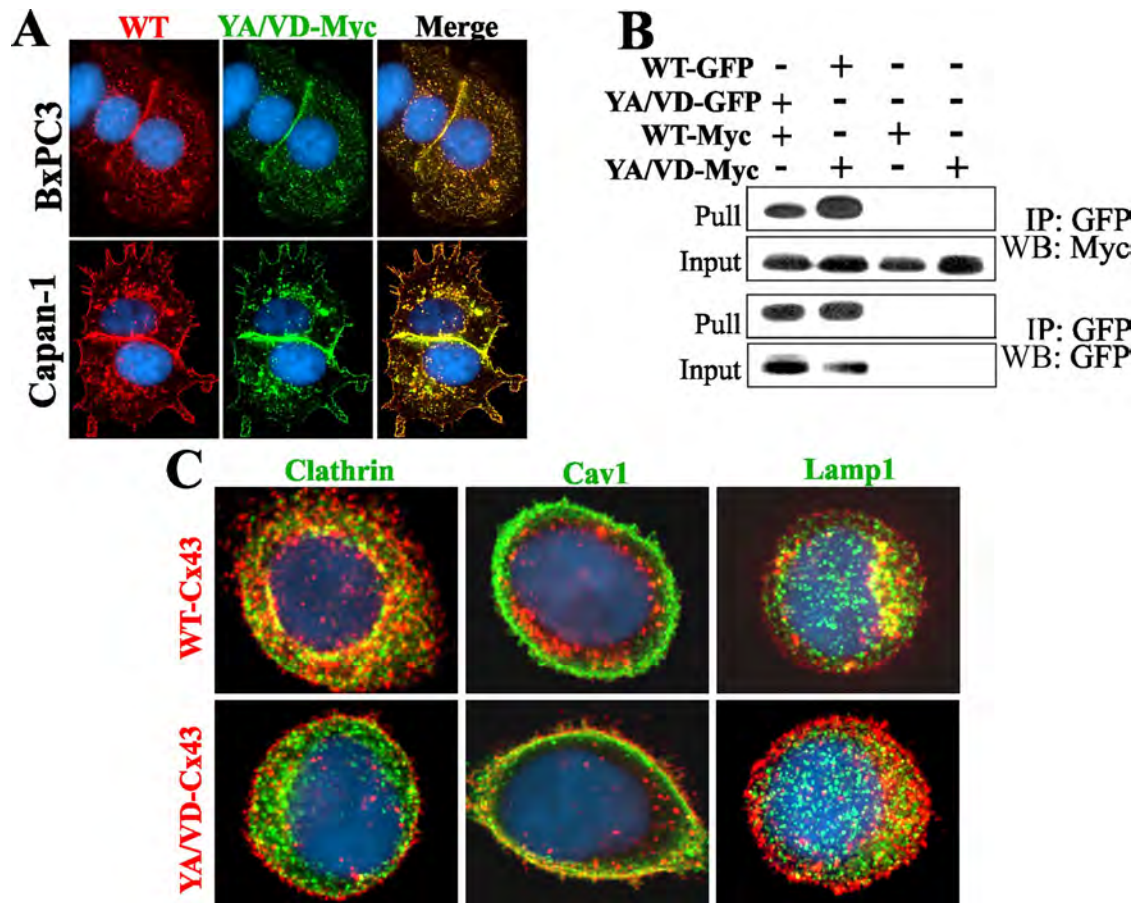 A
WT YA/VD-Myc Merge
BxPC3
Capan-1
B
WT-GFP - + - -
YA/VD-GFP + - - -
WT-Myc + - + -
YA/VD-Myc - + - +
Pull
IP: GFP
Input
WB: Myc
Pull
IP: GFP
Input
WB: GFP
C
Clathrin Cav1 Lamp1
WT-Cx43
YA/VD-Cx43